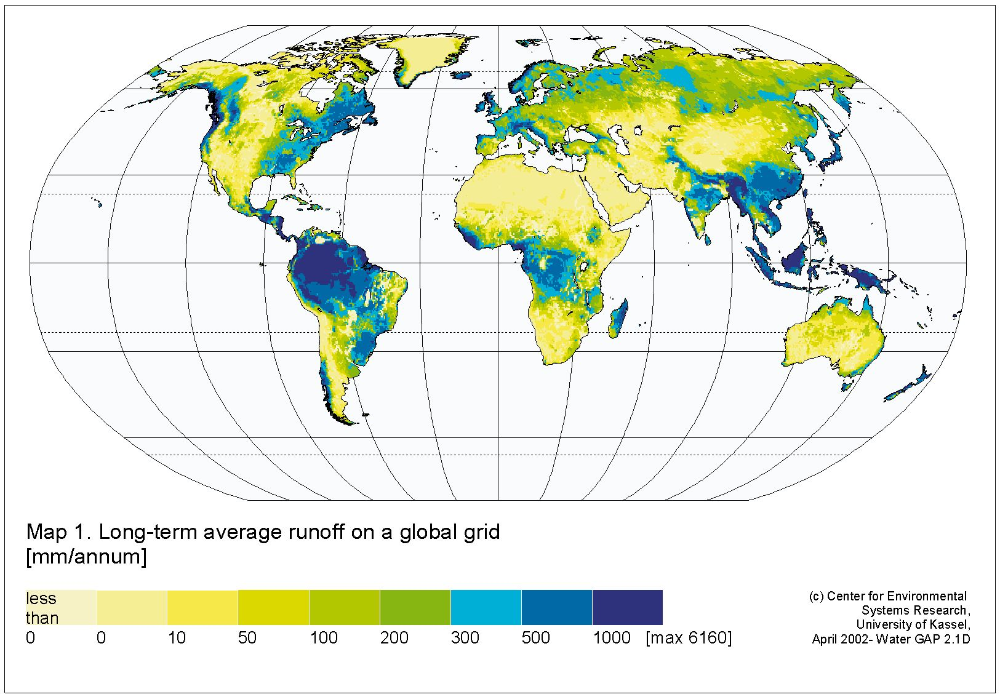 Map 1. Long-term average runoff on a global grid
[mm/annum]
less
than
0 0 10 50 100 200 300 500 1000 [max 6160]
(c) Center for Environmental
Systems Research,
University of Kassel,
April 2002- Water GAP 2.1D